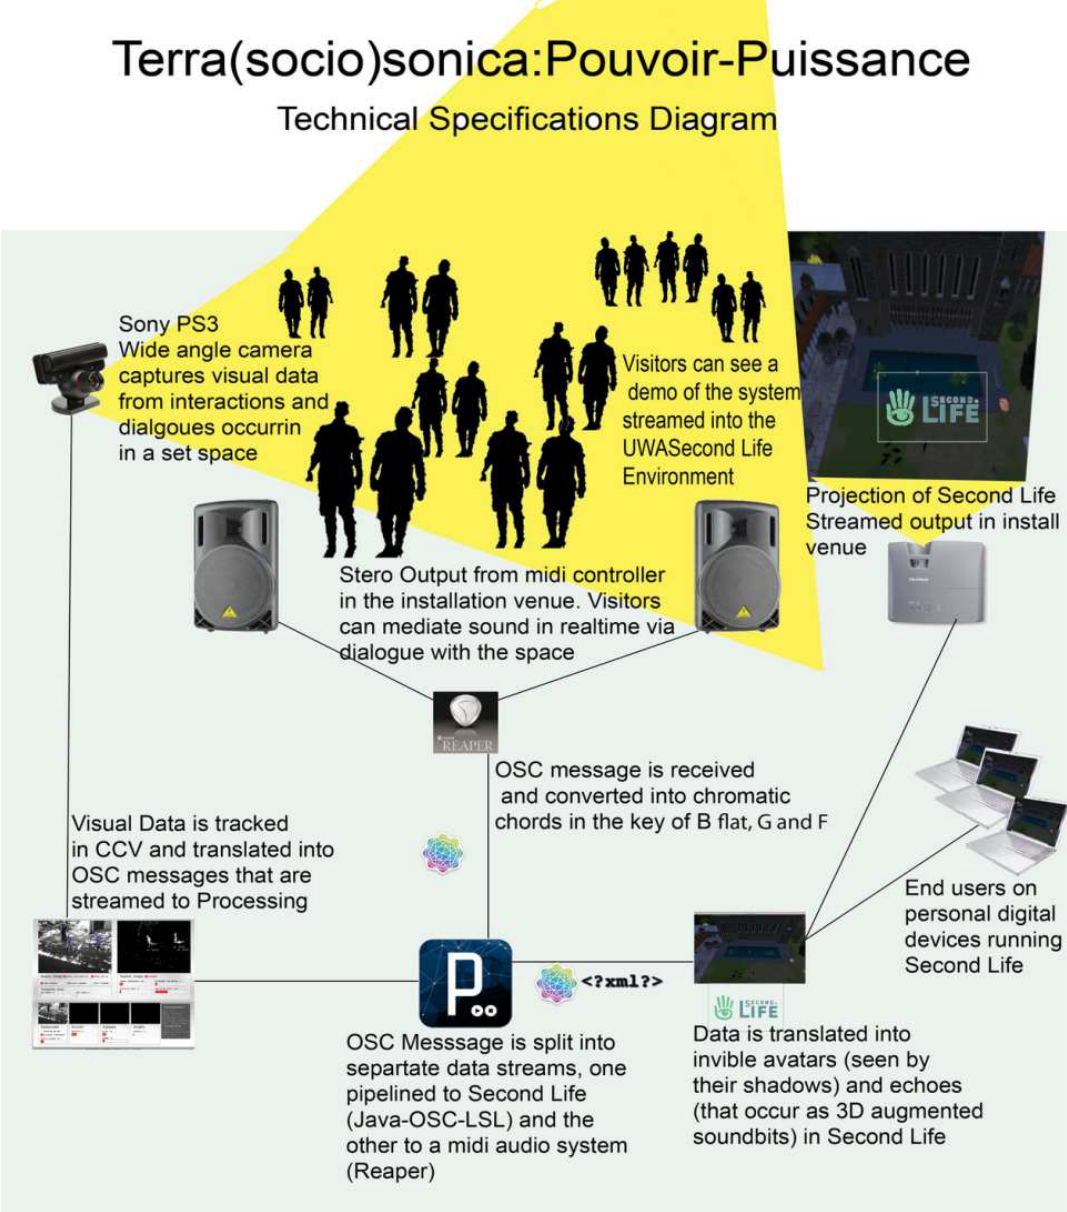 Terra(socio)sonica:Pouvoir-Puissance
Technical Specifications Diagram
Sony PS3
Wide angle camera
captures visual data
from interactions and
dialgoues occurrin
in a set space
Visitors can see a
demo of the system
streamed into the
UWASecond Life
Environment
SECOND
LIFE
Projection of Second Life
Streamed output in install
venue
Stero Output from midi controller
in the installation venue. Visitors
can mediate sound in realtime via
dialogue with the space
REAPER
OSC message is received
and converted into chromatic
chords in the key of B flat, G and F
Visual Data is tracked
in CCV and translated into
OSC messages that are
streamed to Processing
End users on
personal digital
devices running
Second Life
P
<?xml?>
SECOND
LIFE
OSC Messsage is split into
separtate data streams, one
pipelined to Second Life
(Java-OSC-LSL) and the
other to a midi audio system
(Reaper)
Data is translated into
invible avatars (seen by
their shadows) and echoes
(that occur as 3D augmented
soundbits) in Second Life